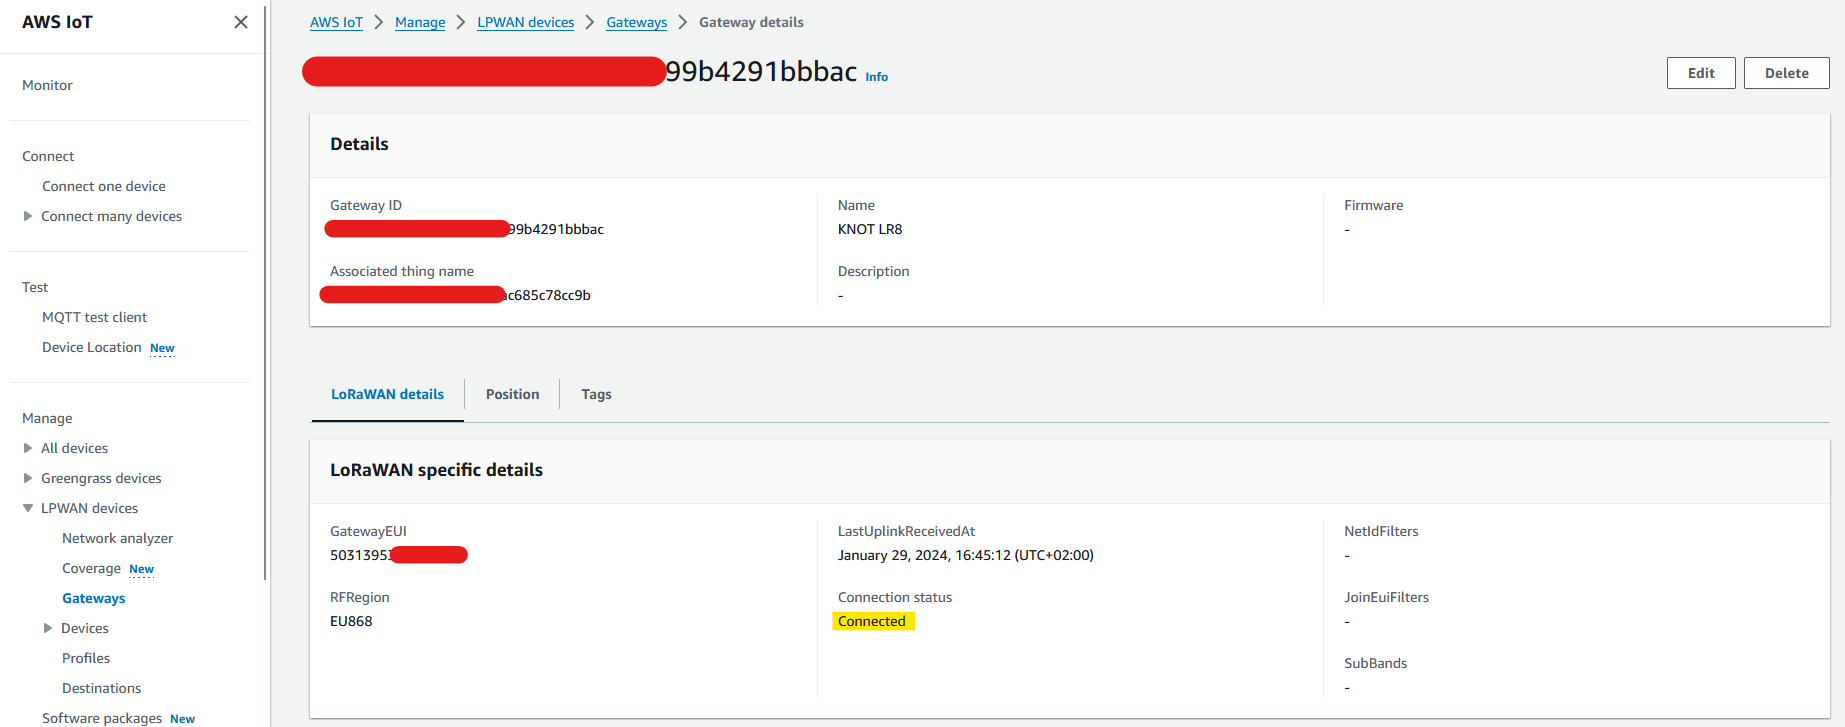 AWS IoT
Monitor
Connect
Connect one device
Connect many devices
Test
MQTT test client
Device Location New
Manage
All devices
Greengrass devices
LPWAN devices
Network analyzer
Coverage New
Gateways
Devices
Profiles
Destinations
Software packages New
AWS IoT > Manage > LPWAN devices > Gateways > Gateway details
99b4291bbbac Info
Edit
Delete
Details
Gateway ID
99b4291bbbac
Associated thing name
c685c78cc9b
Name
KNOT LR8
Description
-
Firmware
-
LoRaWAN details
Position
Tags
LoRaWAN specific details
GatewayEUI
5031395
RFRegion
EU868
LastUplinkReceivedAt
January 29, 2024, 16:45:12 (UTC+02:00)
Connection status
Connected
NetIdFilters
-
JoinEuiFilters
-
SubBands
-